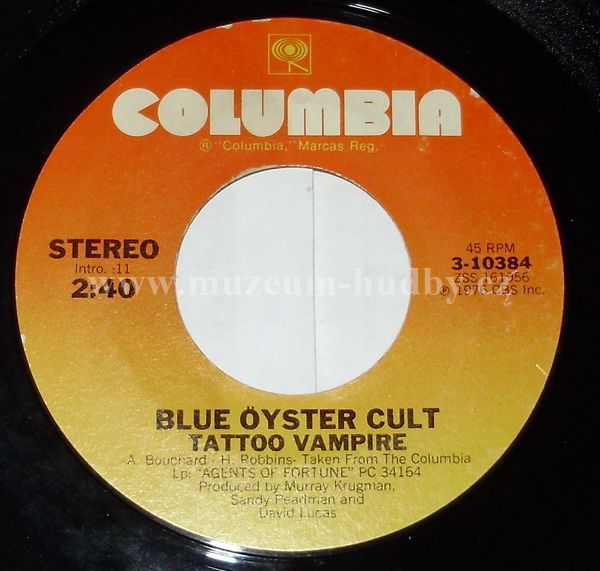 COLUMBIA
® "Columbia," Marcas Reg.
STEREO
Intro. :11
2:40
45 RPM
3-10384
ZSS 161956
℗ 1976 CBS Inc.
www.muzeum-hudby.cz
BLUE ÖYSTER CULT
TATTOO VAMPIRE
A. Bouchard - H. Robbins- Taken From The Columbia
Lp: "AGENTS OF FORTUNE" PC 34164
Produced by Murray Krugman,
Sandy Pearlman and
David Lucas